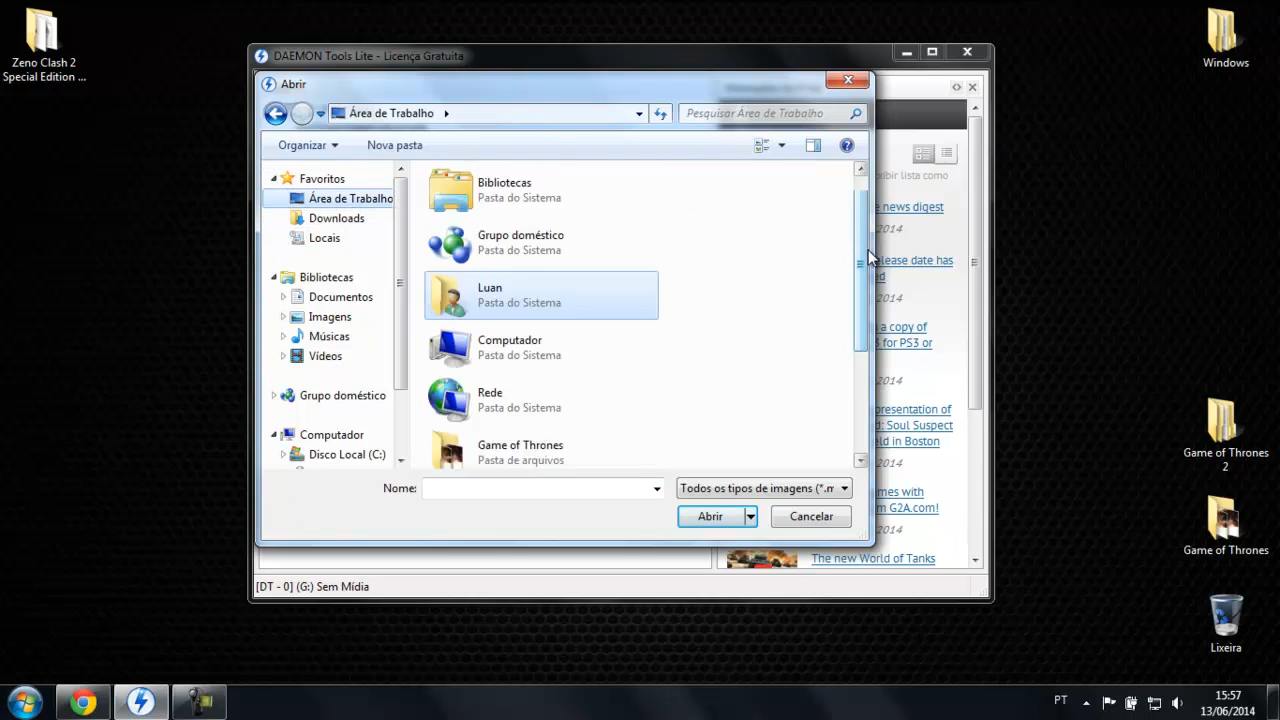 Zeno Clash 2
Special Edition ...
Windows
DAEMON Tools Lite - Licença Gratuita
Abrir
Área de Trabalho
Pesquisar Área de Trabalho
Organizar
Nova pasta
Favoritos
Área de Trabalho
Downloads
Locais
Bibliotecas
Documentos
Imagens
Músicas
Vídeos
Grupo doméstico
Computador
Disco Local (C:)
Bibliotecas
Pasta do Sistema
Grupo doméstico
Pasta do Sistema
Luan
Pasta do Sistema
Computador
Pasta do Sistema
Rede
Pasta do Sistema
Game of Thrones
Pasta de arquivos
Nome:
Todos os tipos de imagens (*.m
Abrir
Cancelar
lista como
news digest
2014
date has
2014
a copy of
for PS3 or
2014
presentation of
: Soul Suspect
in Boston
2014
with
G2A.com!
2014
The new World of Tanks
[DT - 0] (G:) Sem Mídia
Game of Thrones
2
Game of Thrones
Lixeira
PT
15:57
13/06/2014